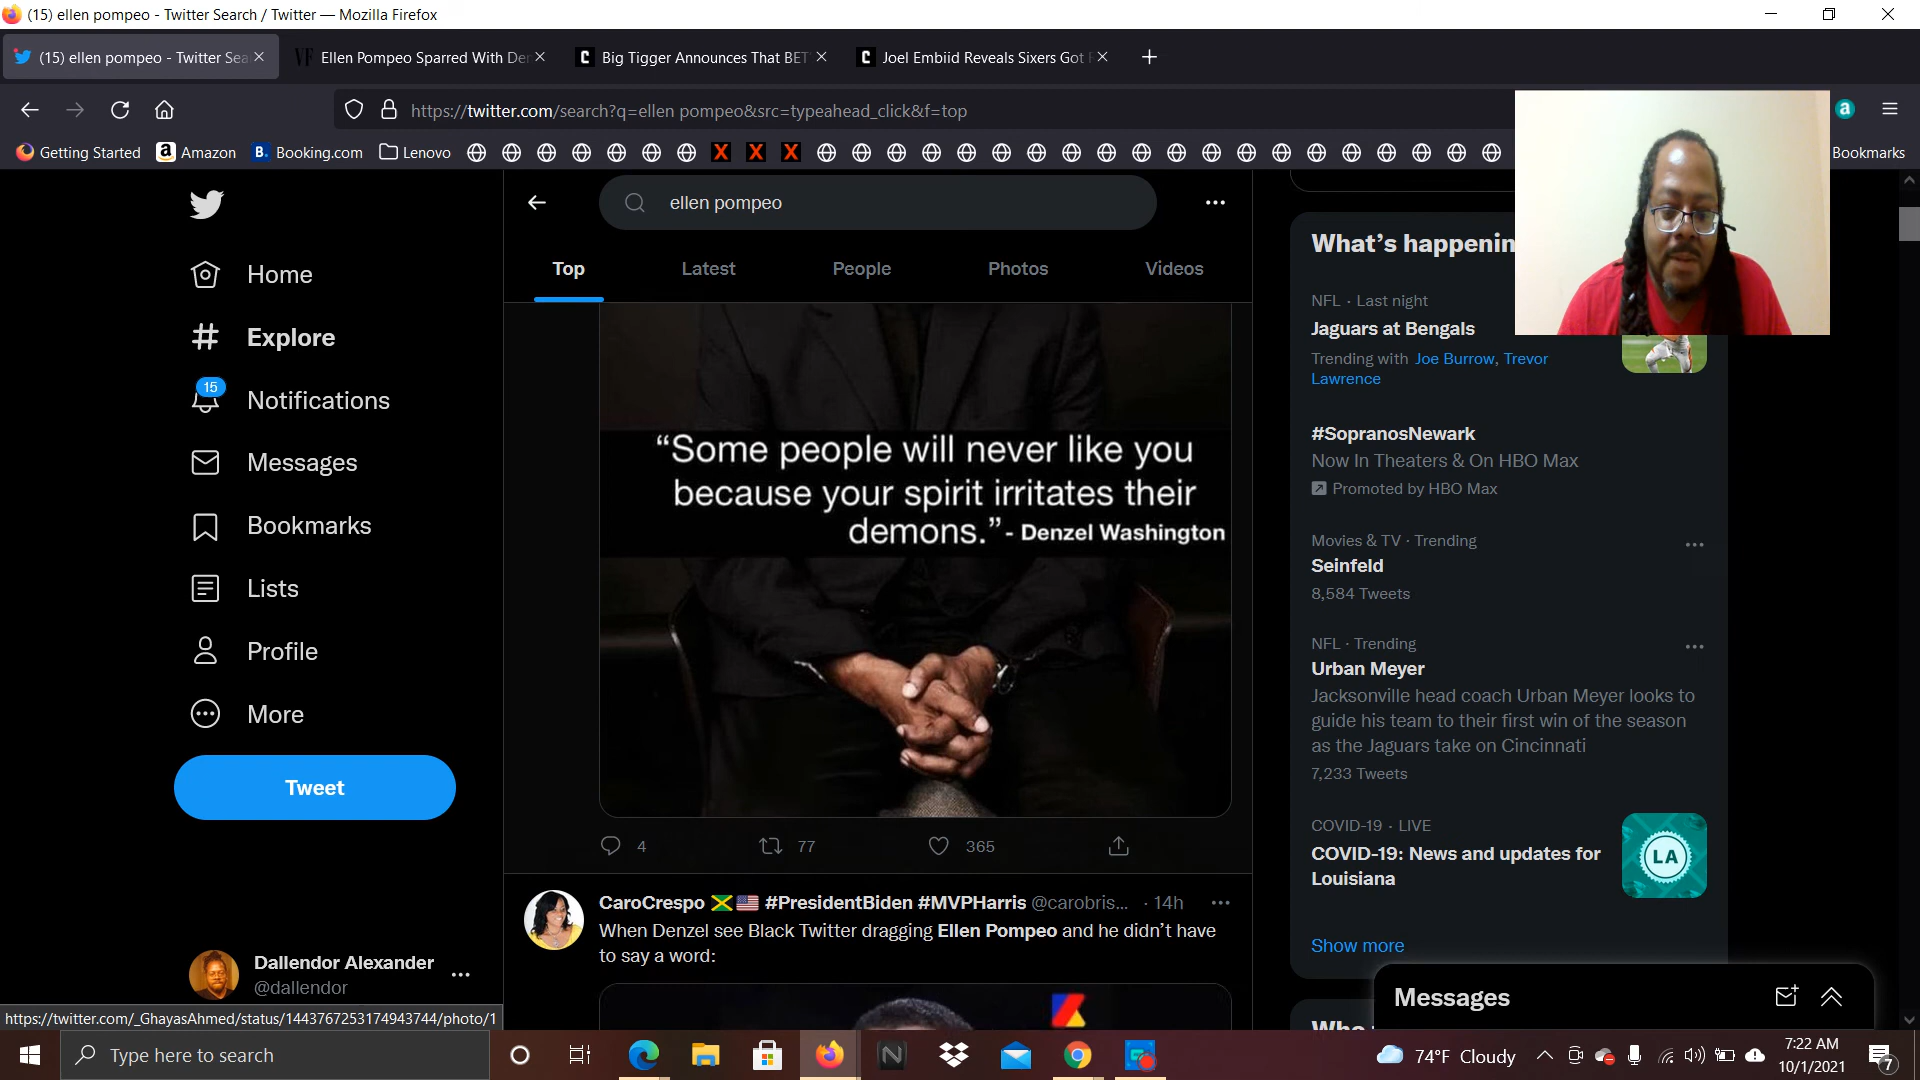 (15) ellen pompeo - Twitter Search / Twitter — Mozilla Firefox
(15) ellen pompeo - Twitter Sea
VF Ellen Pompeo Sparred With Den
C Big Tigger Announces That BET
C Joel Embiid Reveals Sixers Got
https://twitter.com/search?q=ellen pompeo&src=typeahead_click&f=top
a
Getting Started
a Amazon
B. Booking.com
Lenovo
X X X
Bookmarks
ellen pompeo
Top
Latest
People
Photos
Videos
Home
Explore
15
Notifications
Messages
Bookmarks
Lists
Profile
More
Tweet
Dallendor Alexander
@dallendor
“Some people will never like you
because your spirit irritates their
demons.” - Denzel Washington
4
77
365
CaroCrespo 🇯🇲🇺🇸 #PresidentBiden #MVPHarris @carobris... · 14h
When Denzel see Black Twitter dragging Ellen Pompeo and he didn’t have
to say a word:
What’s happenin
NFL · Last night
Jaguars at Bengals
Trending with Joe Burrow, Trevor
Lawrence
#SopranosNewark
Now In Theaters & On HBO Max
Promoted by HBO Max
Movies & TV · Trending
Seinfeld
8,584 Tweets
NFL · Trending
Urban Meyer
Jacksonville head coach Urban Meyer looks to
guide his team to their first win of the season
as the Jaguars take on Cincinnati
7,233 Tweets
COVID-19 · LIVE
COVID-19: News and updates for
Louisiana
LA
Show more
Messages
https://twitter.com/_GhayasAhmed/status/1443767253174943744/photo/1
Type here to search
N
74°F Cloudy
7:22 AM
10/1/2021
7